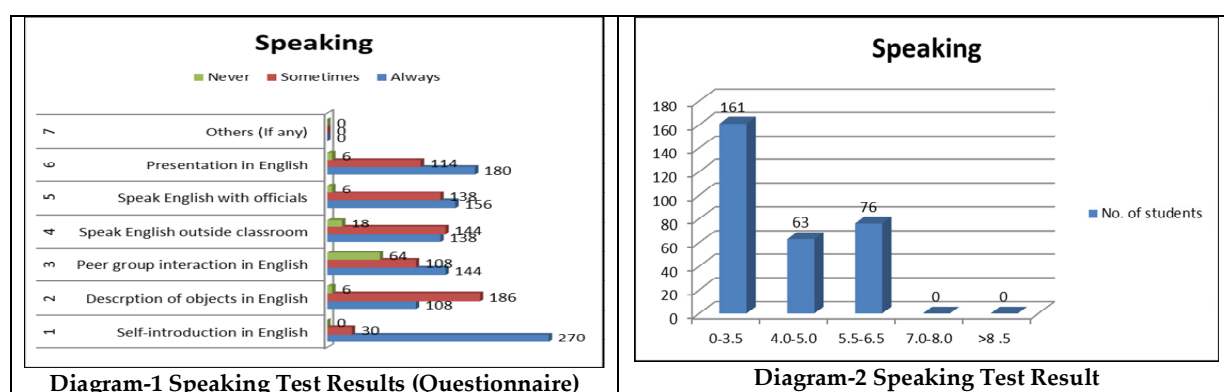 Speaking
Never Sometimes Always
7 Others (If any) 0 0 0
6 Presentation in English 6 114 180
5 Speak English with officials 6 138 156
4 Speak English outside classroom 18 144 138
3 Peer group interaction in English 64 108 144
2 Descrption of objects in English 6 186 108
1 Self-introduction in English 0 30 270
Diagram-1 Speaking Test Results (Questionnaire)
Speaking
180
160
140
120
100
80
60
40
20
0
161 63 76 0 0
0-3.5 4.0-5.0 5.5-6.5 7.0-8.0 >8 .5
No. of students
Diagram-2 Speaking Test Result